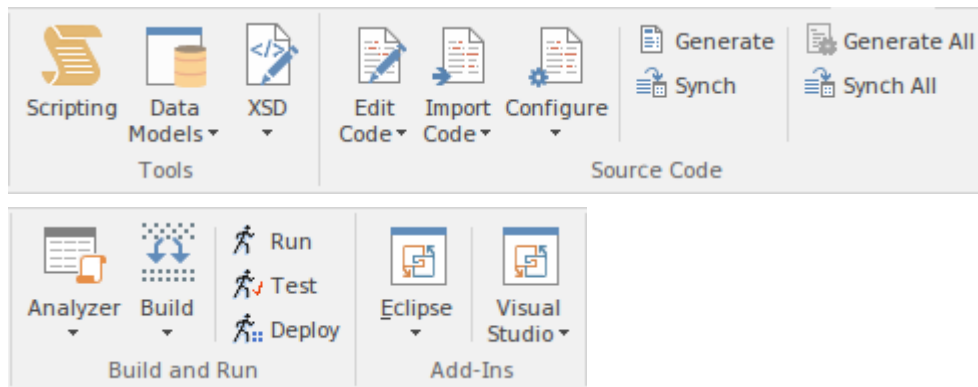 Scripting
Data
Models
XSD
Edit
Code
Import
Code
Configure
Generate
Synch
Generate All
Synch All
Tools
Source Code
Analyzer
Build
Run
Test
Deploy
Eclipse
Visual
Studio
Build and Run
Add-Ins